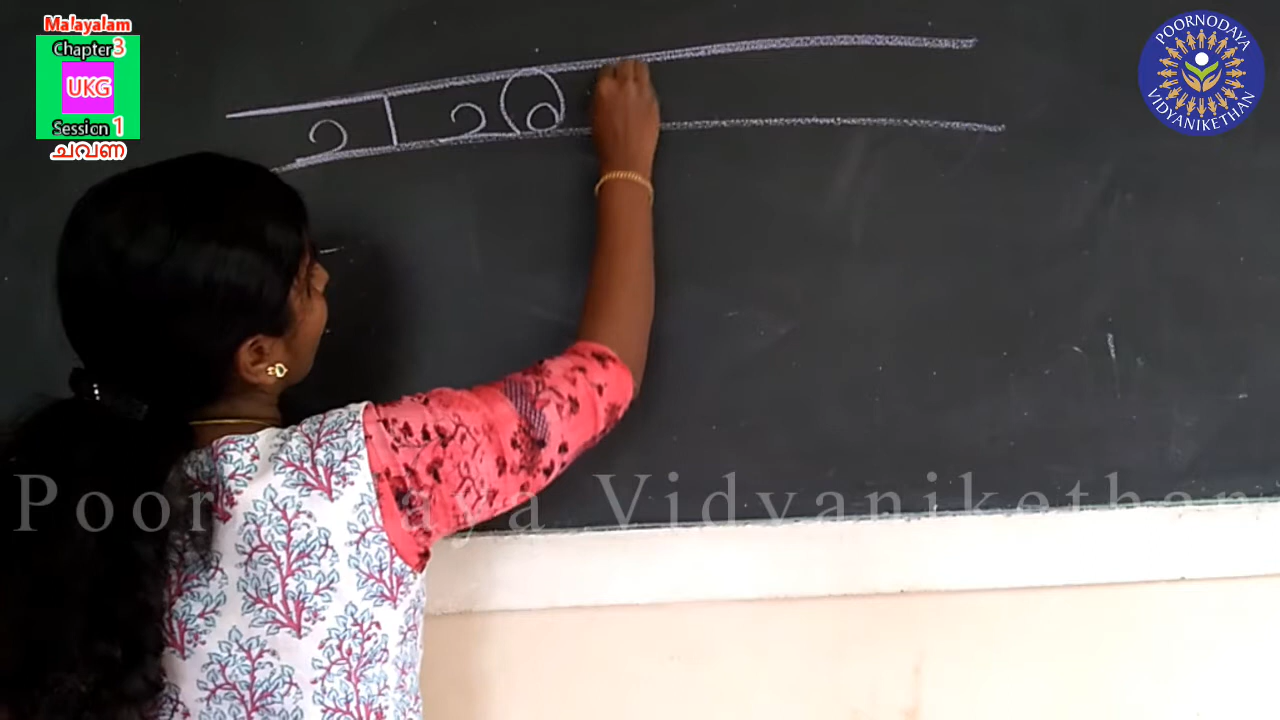 Malayalam
Chapter 3
UKG
Session 1
ചവണ
POORNODAYA
VIDYANIKETHAN
Poornodaya Vidyanikethan